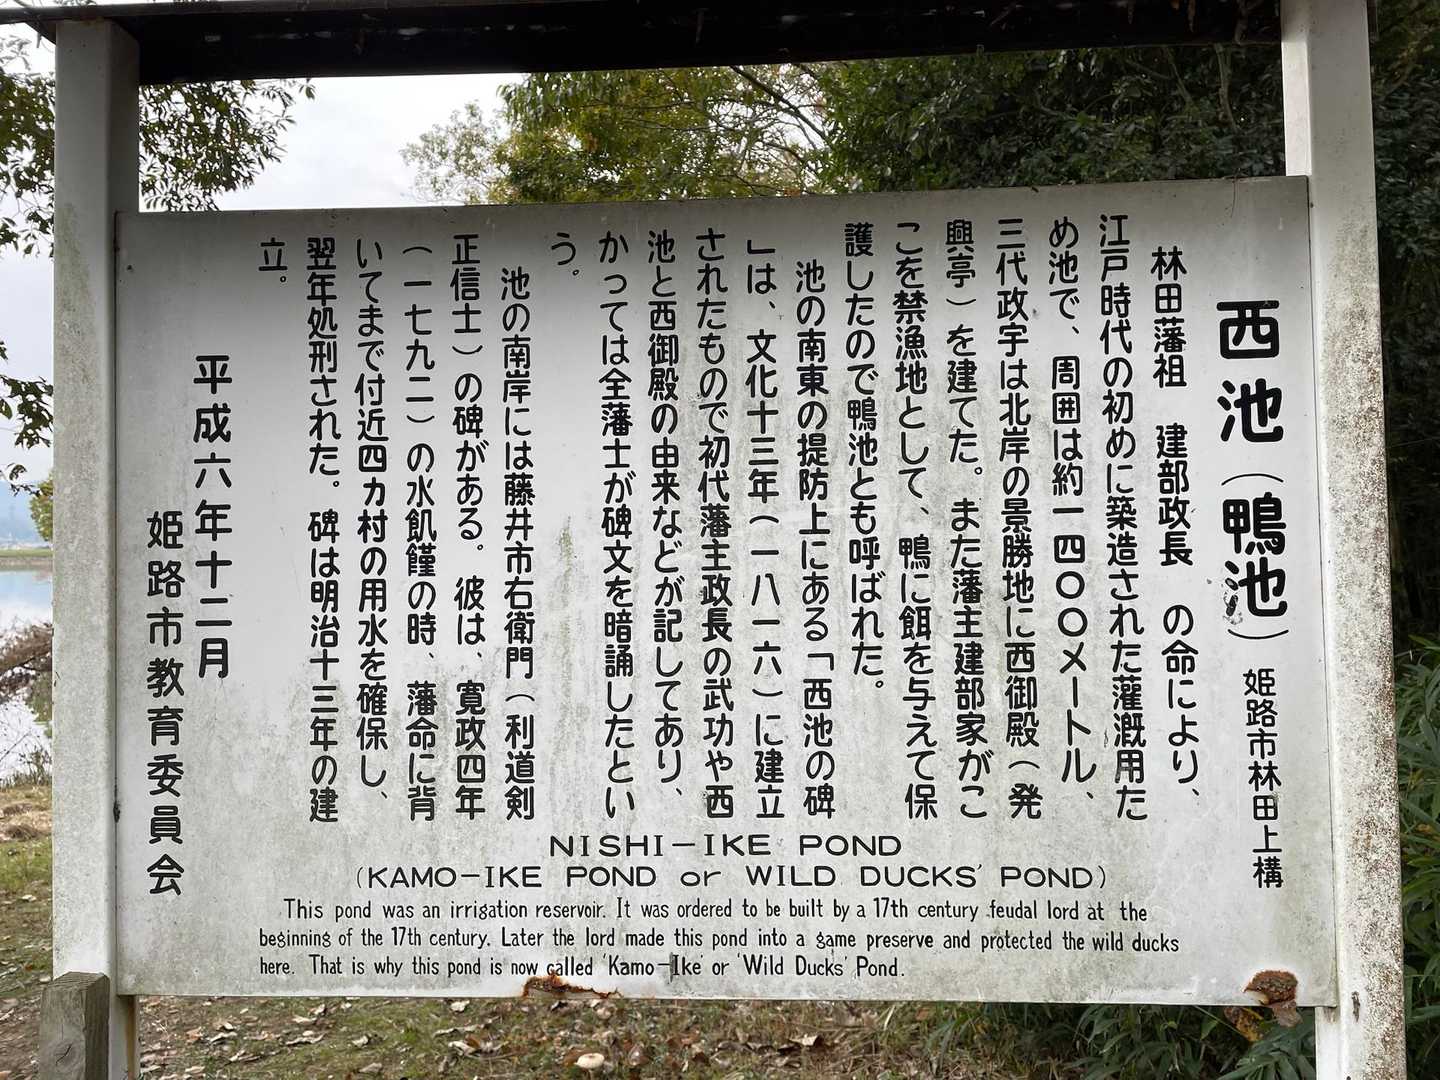 西池（鴨池）姫路市林田上構
林田藩祖　建部政長　の命により、
江戸時代の初めに築造された灌漑用た
め池で、周囲は約一四〇〇メートル、
三代政宇は北岸の景勝地に西御殿（発
興亭）を建てた。また藩主建部家がこ
こを禁漁地として、鴨に餌を与えて保
護したので鴨池とも呼ばれた。
池の南東の提防上にある「西池の碑
」は、文化十三年（一八一六）に建立
されたもので初代藩主政長の武功や西
池と西御殿の由来などが記してあり、
かっては全藩士が碑文を暗誦したとい
う。
池の南岸には藤井市右衛門（利道剣
正信士）の碑がある。彼は、寛政四年
（一七九二）の水飢饉の時、藩命に背
いてまで付近四カ村の用水を確保し、
翌年処刑された。碑は明治十三年の建
立。
平成六年十二月
姫路市教育委員会
NISHI-IKE POND
(KAMO-IKE POND or WILD DUCKS' POND)
This pond was an irrigation reservoir. It was ordered to be built by a 17th century feudal lord at the
beginning of the 17th century. Later the lord made this pond into a game preserve and protected the wild ducks
here. That is why this pond is now called 'Kamo-Ike' or 'Wild Ducks' Pond.